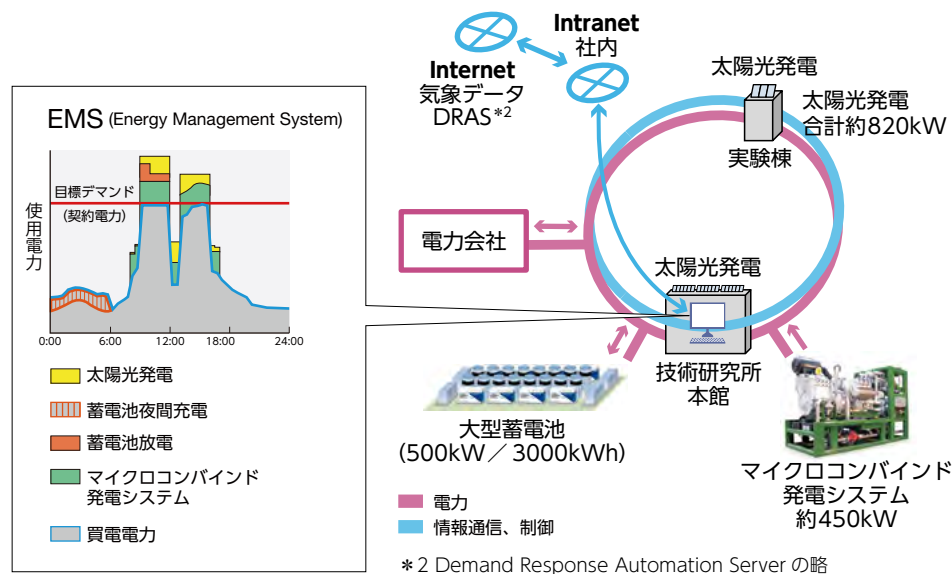 EMS (Energy Management System)
使用電力
目標デマンド
(契約電力)
0:00 6:00 12:00 18:00 24:00
太陽光発電
蓄電池夜間充電
蓄電池放電
マイクロコンバインド
発電システム
買電電力
Internet
気象データ
DRAS*2
Intranet
社内
太陽光発電
太陽光発電
合計約820kW
実験棟
電力会社
太陽光発電
技術研究所
本館
大型蓄電池
(500kW／3000kWh)
マイクロコンバインド
発電システム
約450kW
電力
情報通信、制御
*2 Demand Response Automation Server の略